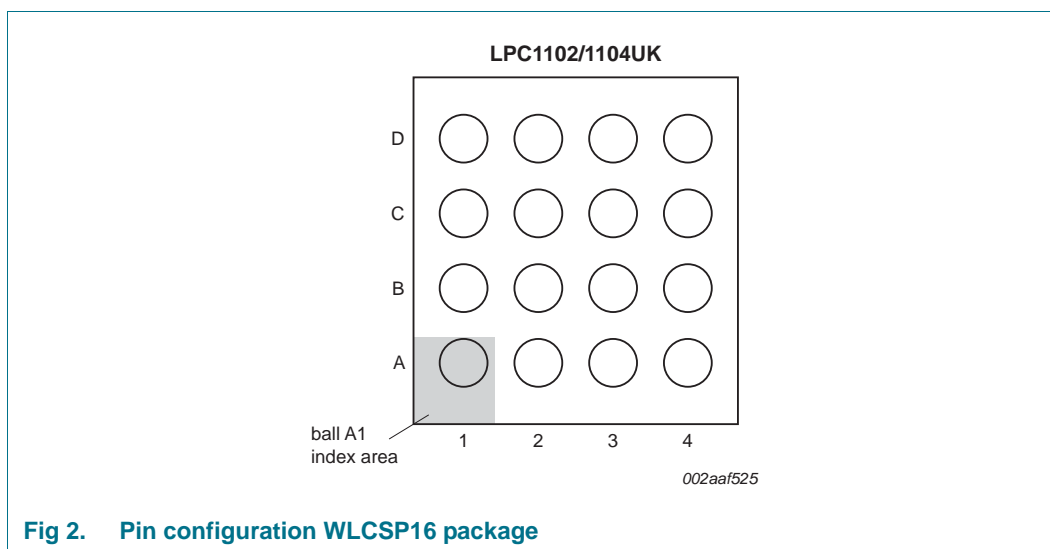 LPC1102/1104UK
D
C
B
A
ball A1
index area
1 2 3 4
002aaf525
Fig 2. Pin configuration WLCSP16 package